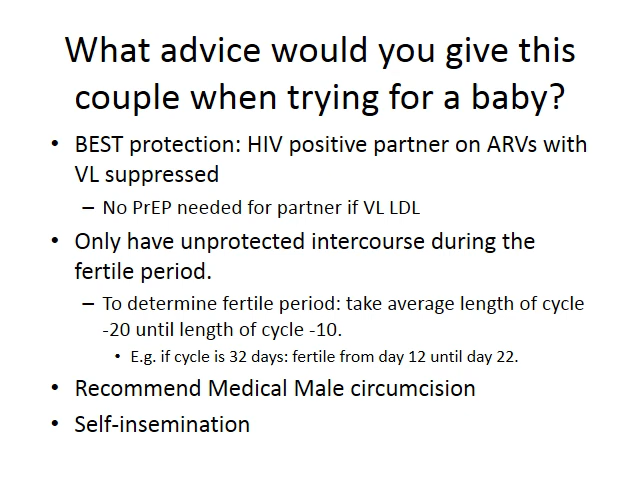 What advice would you give this
couple when trying for a baby?
• BEST protection: HIV positive partner on ARVs with
VL suppressed
– No PrEP needed for partner if VL LDL
• Only have unprotected intercourse during the
fertile period.
– To determine fertile period: take average length of cycle
-20 until length of cycle -10.
• E.g. if cycle is 32 days: fertile from day 12 until day 22.
• Recommend Medical Male circumcision
• Self-insemination